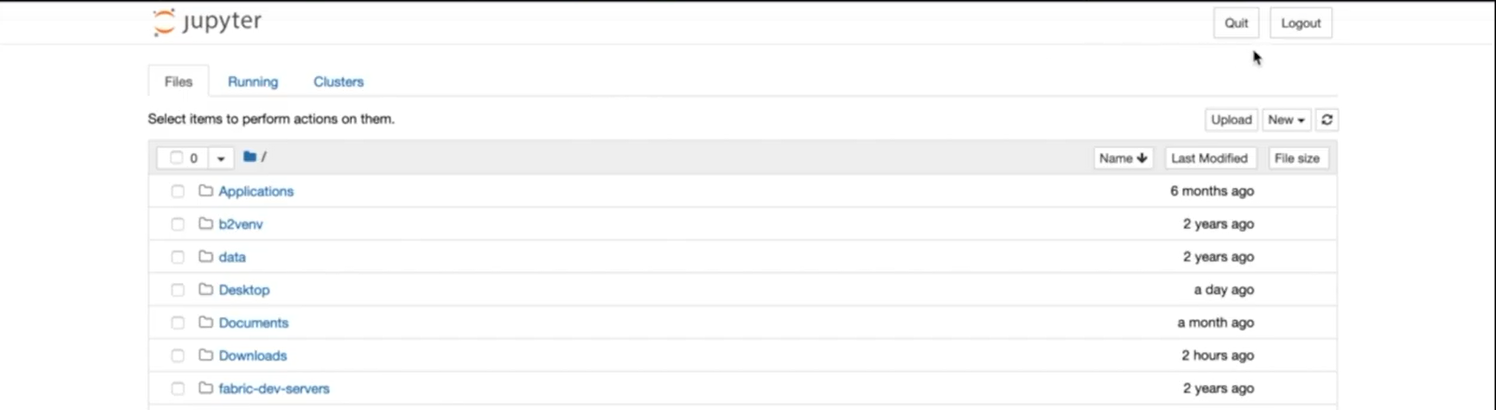 jupyter Quit Logout
Files Running Clusters
Select items to perform actions on them. Upload New
0 / Name Last Modified File size
Applications 6 months ago
b2venv 2 years ago
data 2 years ago
Desktop a day ago
Documents a month ago
Downloads 2 hours ago
fabric-dev-servers 2 years ago